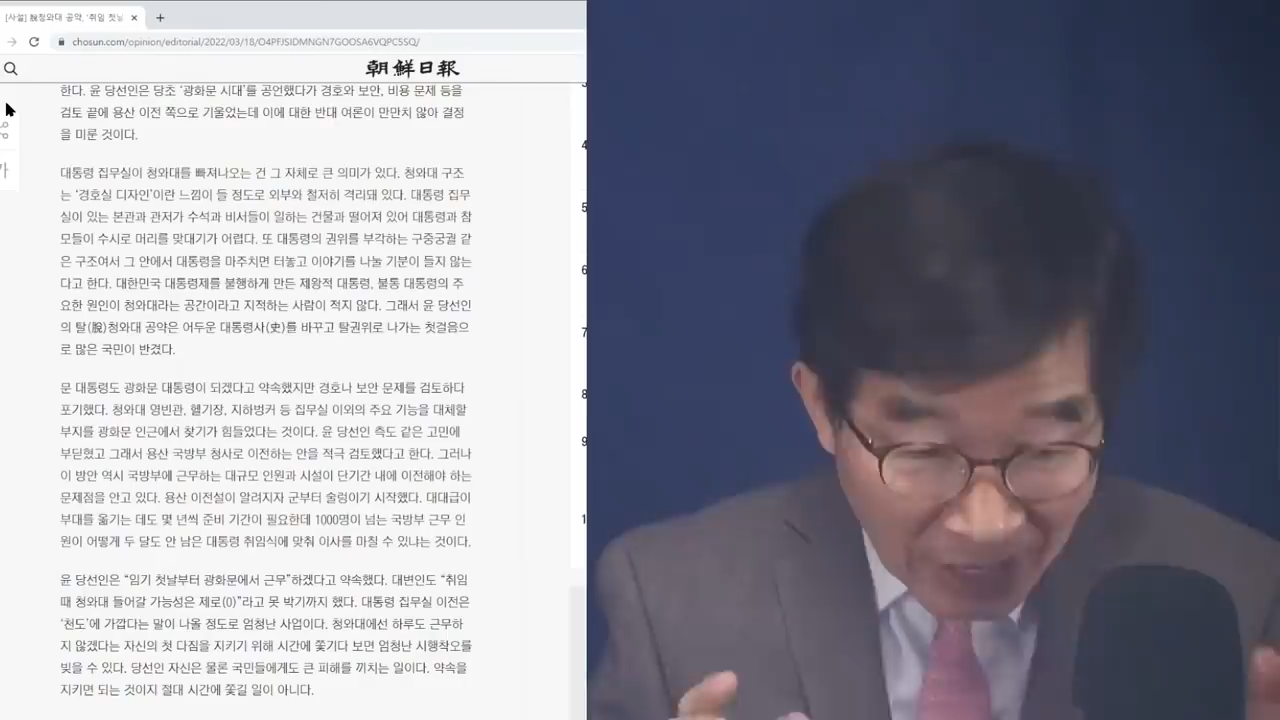 [사설] 脫청와대 공약, '취임 첫날
chosun.com/opinion/editorial/2022/03/18/O4PFJSIDMNGN7GOOSA6VQPC5SQ/
朝鮮日報
한다. 윤 당선인은 당초 '광화문 시대'를 공언했다가 경호와 보안, 비용 문제 등을
검토 끝에 용산 이전 쪽으로 기울었는데 이에 대한 반대 여론이 만만치 않아 결정
을 미룬 것이다.
대통령 집무실이 청와대를 빠져나오는 건 그 자체로 큰 의미가 있다. 청와대 구조
는 '경호실 디자인'이란 느낌이 들 정도로 외부와 철저히 격리돼 있다. 대통령 집무
실이 있는 본관과 관저가 수석과 비서들이 일하는 건물과 떨어져 있어 대통령과 참
모들이 수시로 머리를 맞대기가 어렵다. 또 대통령의 권위를 부각하는 구중궁궐 같
은 구조여서 그 안에서 대통령을 마주치면 터놓고 이야기를 나눌 기분이 들지 않는
다고 한다. 대한민국 대통령제를 불행하게 만든 제왕적 대통령, 불통 대통령의 주
요한 원인이 청와대라는 공간이라고 지적하는 사람이 적지 않다. 그래서 윤 당선인
의 탈(脫)청와대 공약은 어두운 대통령사(史)를 바꾸고 탈권위로 나가는 첫걸음으
로 많은 국민이 반겼다.
문 대통령도 광화문 대통령이 되겠다고 약속했지만 경호나 보안 문제를 검토하다
포기했다. 청와대 영빈관, 헬기장, 지하벙커 등 집무실 이외의 주요 기능을 대체할
부지를 광화문 인근에서 찾기가 힘들었다는 것이다. 윤 당선인 측도 같은 고민에
부딪혔고 그래서 용산 국방부 청사로 이전하는 안을 적극 검토했다고 한다. 그러나
이 방안 역시 국방부에 근무하는 대규모 인원과 시설이 단기간 내에 이전해야 하는
문제점을 안고 있다. 용산 이전설이 알려지자 군부터 술렁이기 시작했다. 대대급이
부대를 옮기는 데도 몇 년씩 준비 기간이 필요한데 1000명이 넘는 국방부 근무 인
원이 어떻게 두 달도 안 남은 대통령 취임식에 맞춰 이사를 마칠 수 있냐는 것이다.
윤 당선인은 "임기 첫날부터 광화문에서 근무"하겠다고 약속했다. 대변인도 "취임
때 청와대 들어갈 가능성은 제로(0)"라고 못 박기까지 했다. 대통령 집무실 이전은
'천도'에 가깝다는 말이 나올 정도로 엄청난 사업이다. 청와대에선 하루도 근무하
지 않겠다는 자신의 첫 다짐을 지키기 위해 시간에 쫓기다 보면 엄청난 시행착오를
빚을 수 있다. 당선인 자신은 물론 국민들에게도 큰 피해를 끼치는 일이다. 약속을
지키면 되는 것이지 절대 시간에 쫓길 일이 아니다.
4
5
6
7
8
9